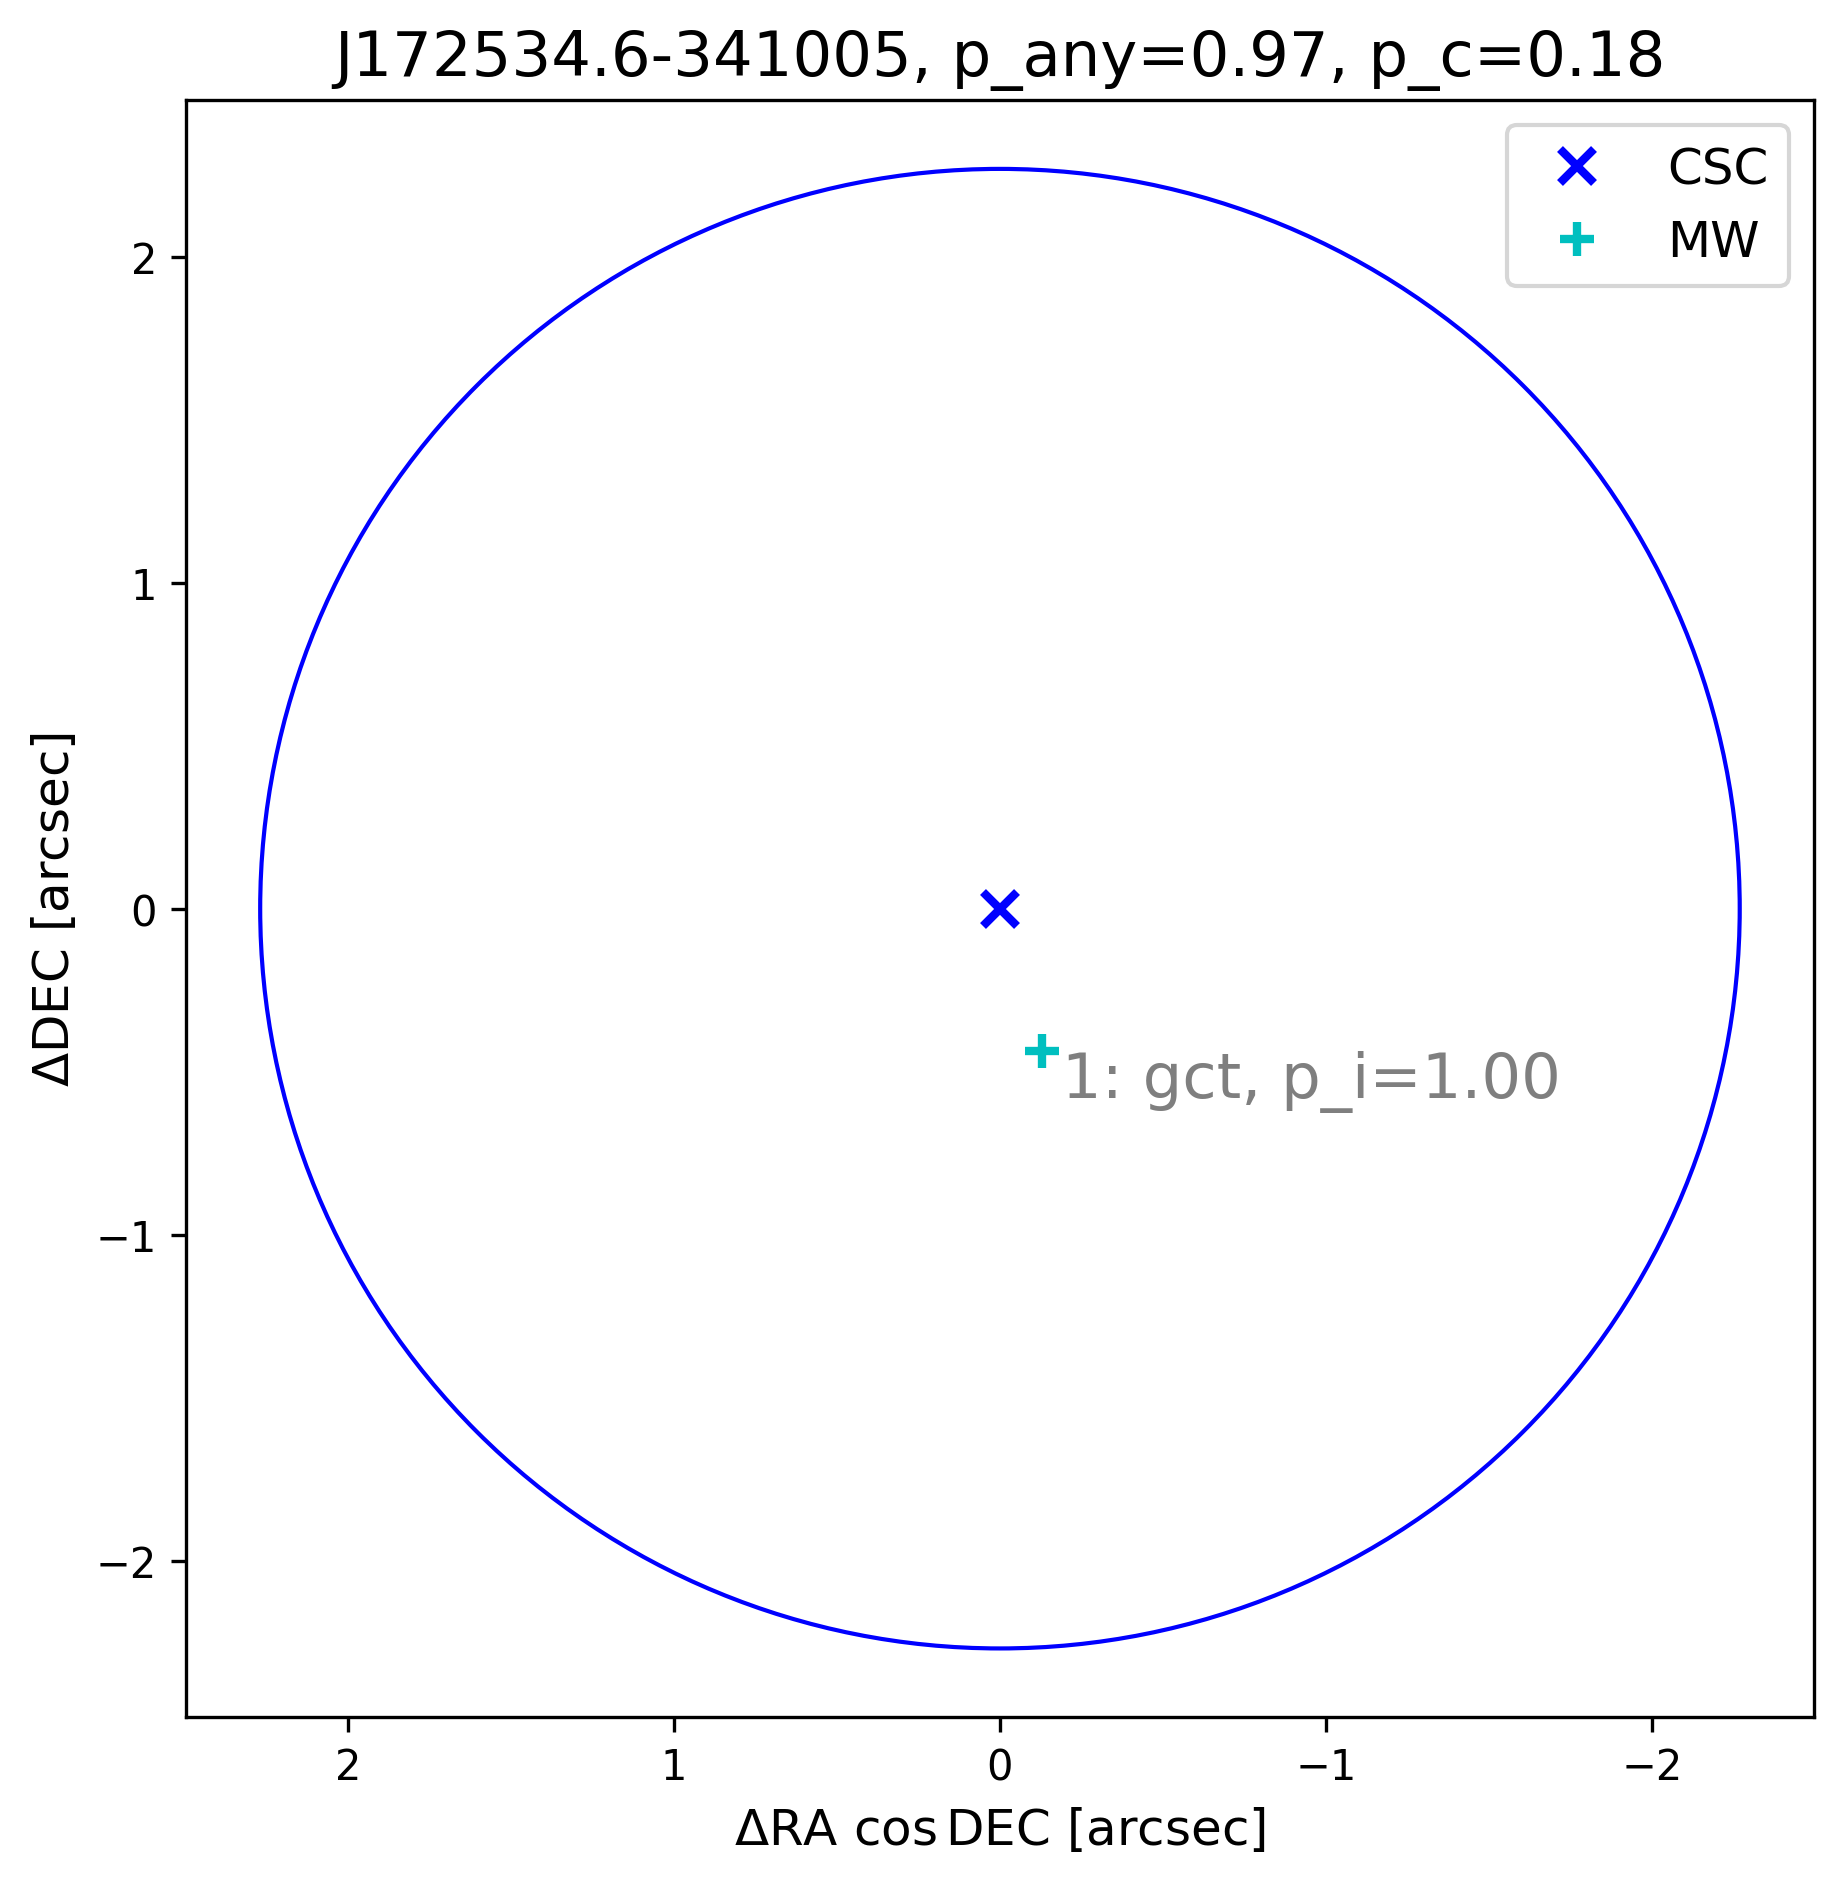 J172534.6-341005, p_any=0.97, p_c=0.18
CSC
MW
2
1
0
−1
−2
ΔDEC [arcsec]
1: gct, p_i=1.00
2
1
0
−1
−2
ΔRA cos DEC [arcsec]